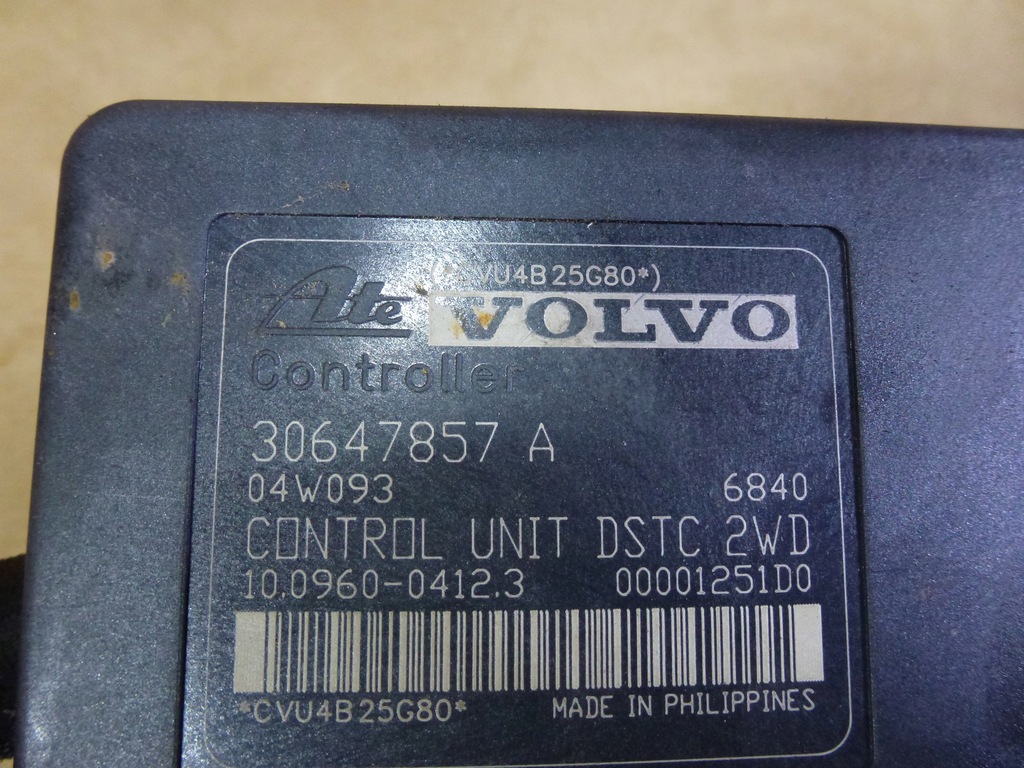 (*CVU4B25G80*)
Ate VOLVO
Controller
30647857 A
04W093 6840
CONTROL UNIT DSTC 2WD
10.0960-0412.3 00001251D0
*CVU4B25G80* MADE IN PHILIPPINES